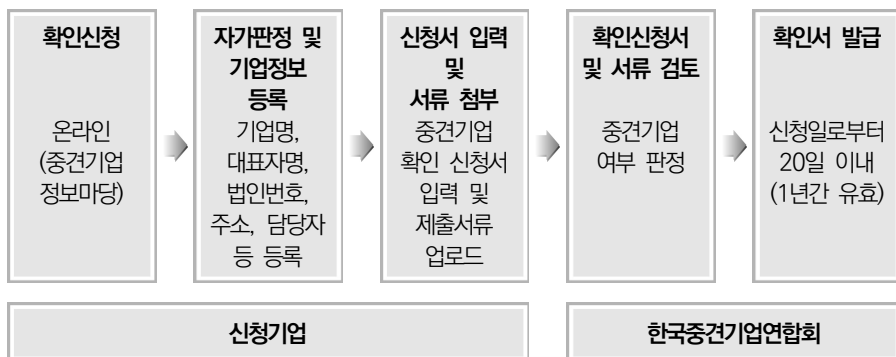 확인신청
온라인
(중견기업
정보마당)
자가판정 및
기업정보
등록
기업명,
대표자명,
법인번호,
주소, 담당자
등 등록
신청서 입력
및
서류 첨부
중견기업
확인 신청서
입력 및
제출서류
업로드
확인신청서
및 서류 검토
중견기업
여부 판정
확인서 발급
신청일로부터
20일 이내
(1년간 유효)
신청기업
한국중견기업연합회